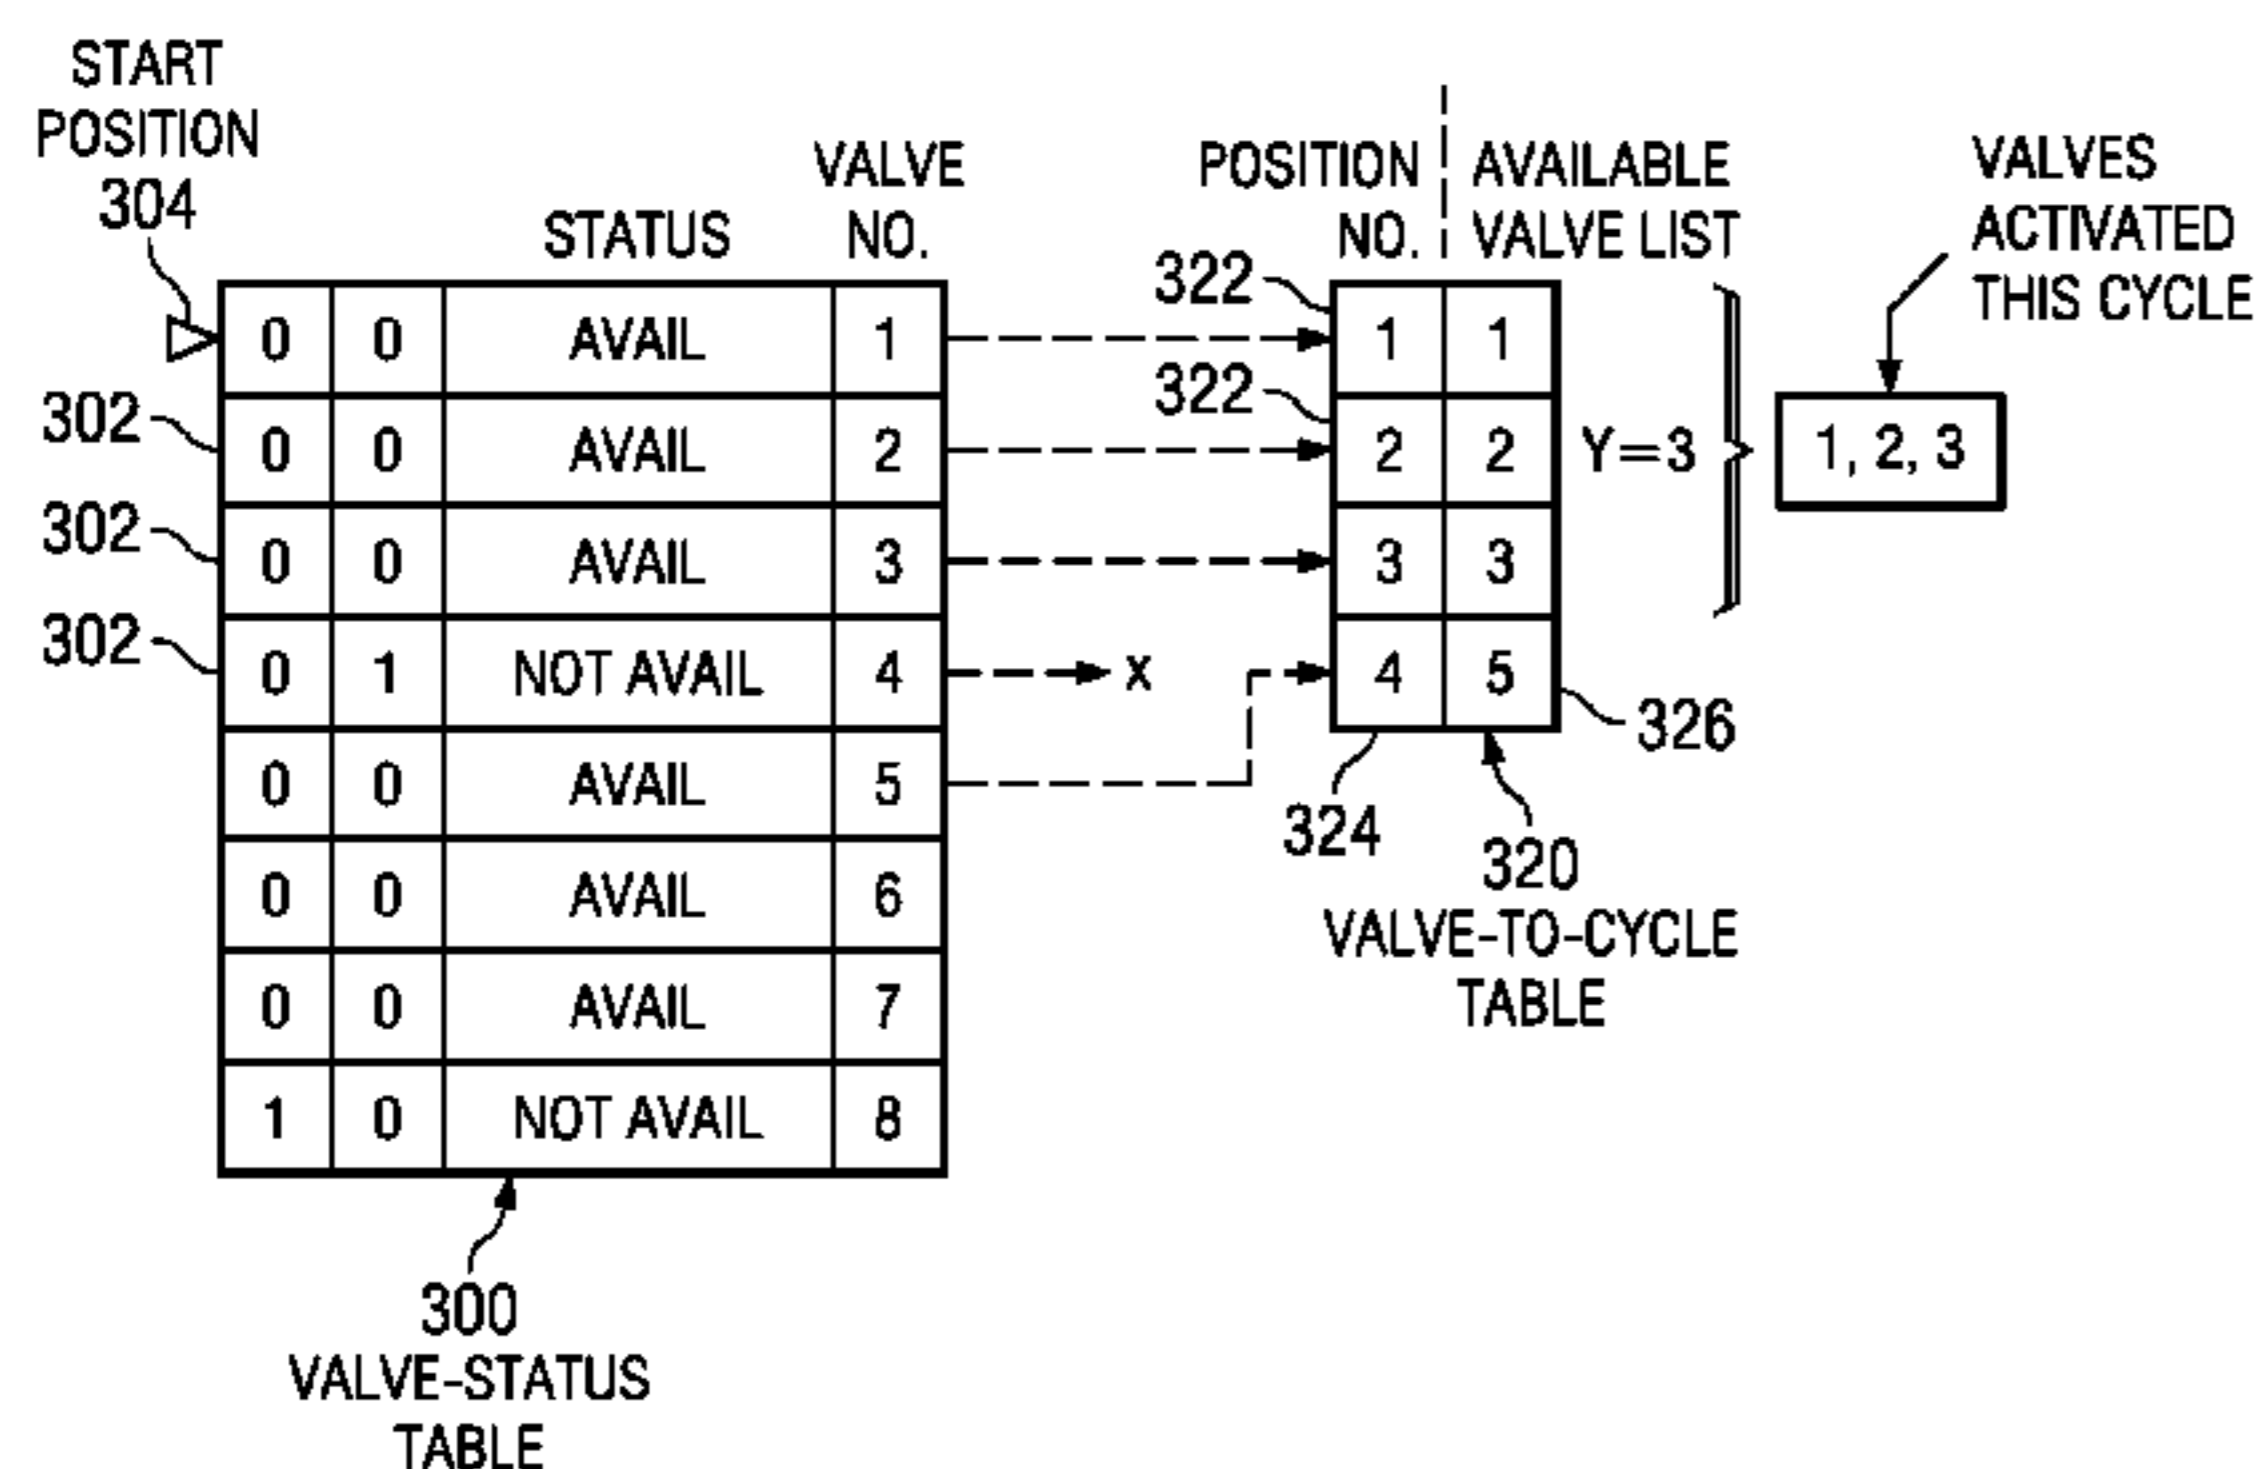 START
POSITION
304
STATUS
VALVE
NO.
POSITION
NO.
AVAILABLE
VALVE LIST
VALVES
ACTIVATED
THIS CYCLE
0 0 AVAIL 1
302 0 0 AVAIL 2
302 0 0 AVAIL 3
302 0 1 NOT AVAIL 4 X
0 0 AVAIL 5
0 0 AVAIL 6
0 0 AVAIL 7
1 0 NOT AVAIL 8
300
VALVE-STATUS
TABLE
322 1 1
322 2 2
3 3
4 5
Y=3
1, 2, 3
326
324
320
VALVE-TO-CYCLE
TABLE